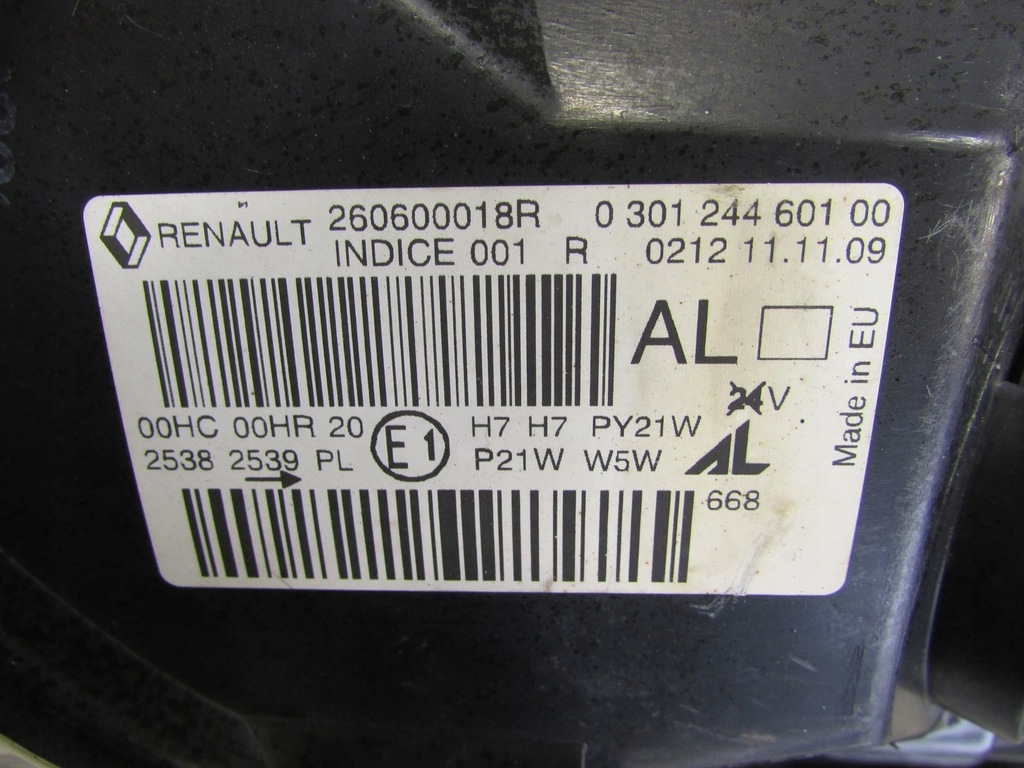 RENAULT 260600018R 0 301 244 601 00
INDICE 001 R 0212 11.11.09
AL
Made in EU
24V
00HC 00HR 20 E1 H7 H7 PY21W
2538 2539 PL P21W W5W AL
668